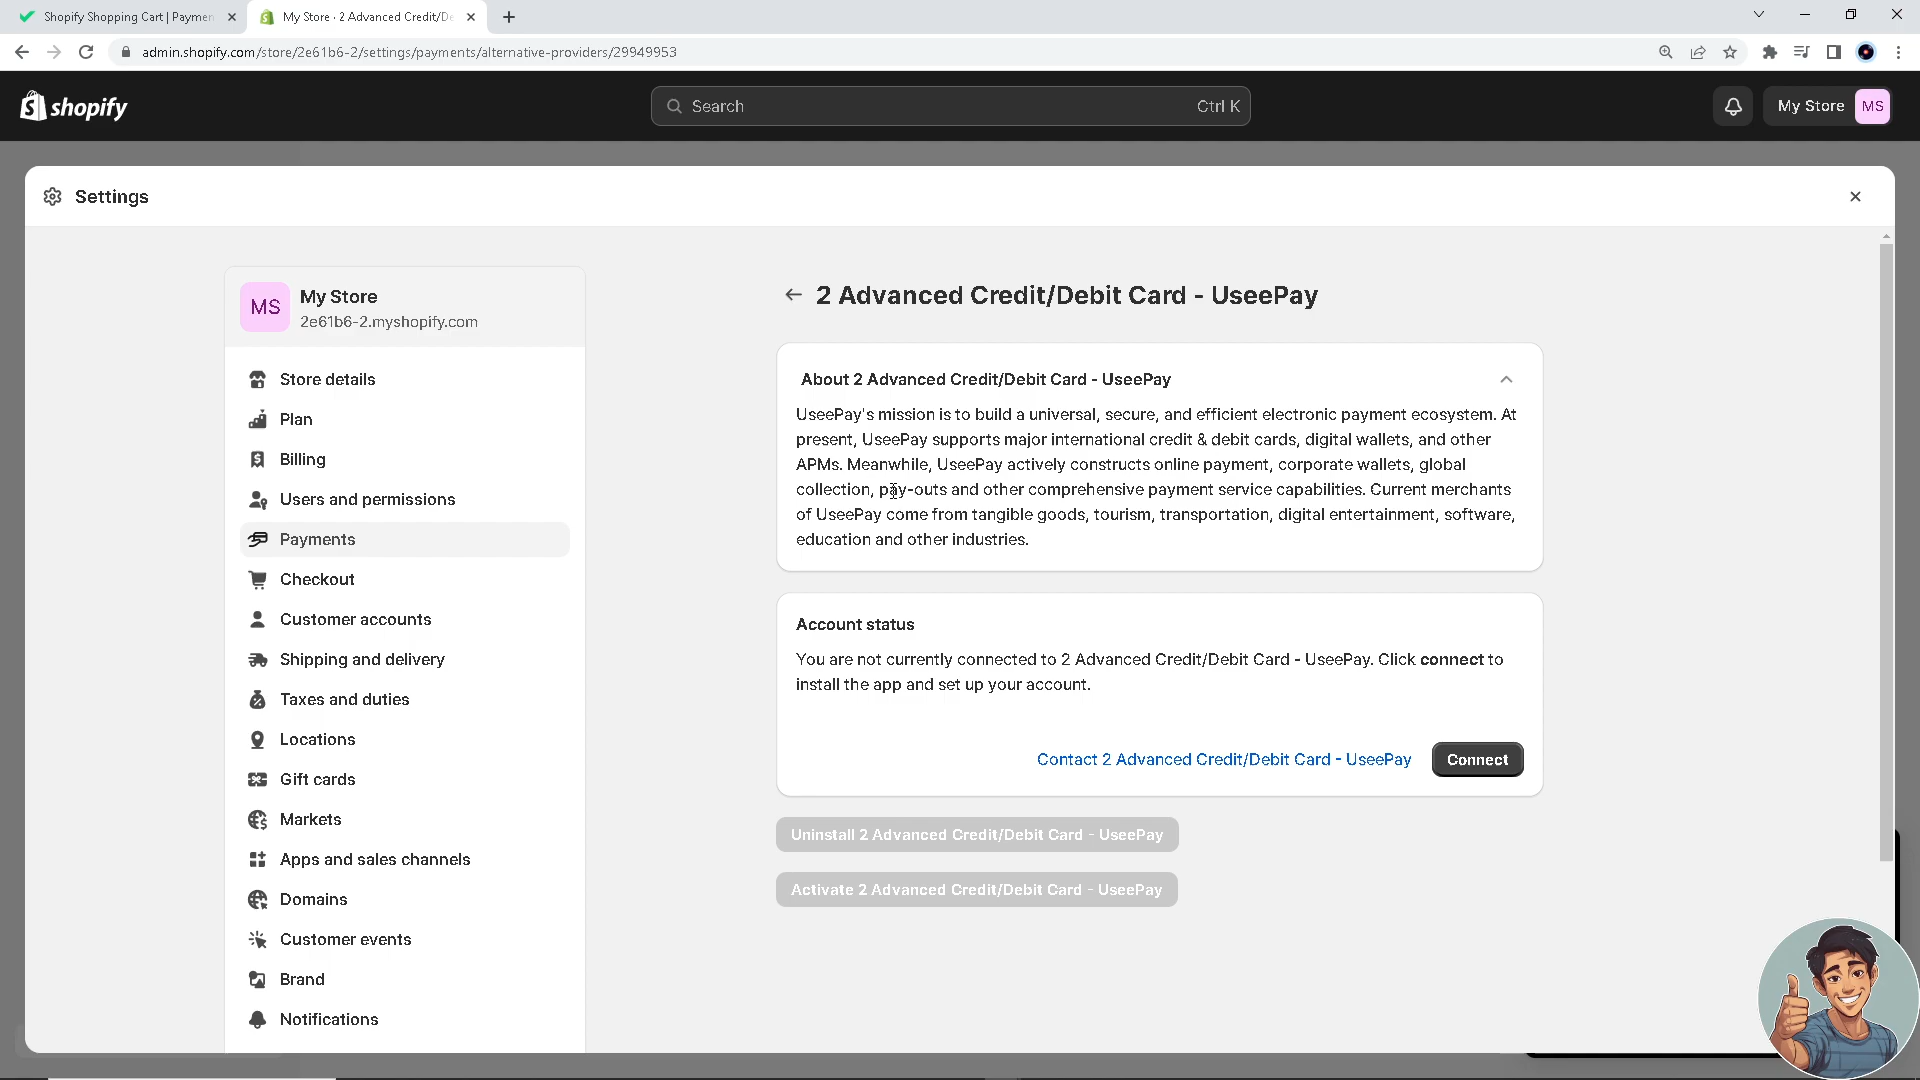 Shopify Shopping Cart | Paymen
My Store · 2 Advanced Credit/De
admin.shopify.com/store/2e61b6-2/settings/payments/alternative-providers/29949953
shopify
Search
Ctrl K
My Store
MS
Settings
MS
My Store
2e61b6-2.myshopify.com
Store details
Plan
Billing
Users and permissions
Payments
Checkout
Customer accounts
Shipping and delivery
Taxes and duties
Locations
Gift cards
Markets
Apps and sales channels
Domains
Customer events
Brand
Notifications
2 Advanced Credit/Debit Card - UseePay
About 2 Advanced Credit/Debit Card - UseePay
UseePay's mission is to build a universal, secure, and efficient electronic payment ecosystem. At
present, UseePay supports major international credit & debit cards, digital wallets, and other
APMs. Meanwhile, UseePay actively constructs online payment, corporate wallets, global
collection, pay-outs and other comprehensive payment service capabilities. Current merchants
of UseePay come from tangible goods, tourism, transportation, digital entertainment, software,
education and other industries.
Account status
You are not currently connected to 2 Advanced Credit/Debit Card - UseePay. Click connect to
install the app and set up your account.
Contact 2 Advanced Credit/Debit Card - UseePay
Connect
Uninstall 2 Advanced Credit/Debit Card - UseePay
Activate 2 Advanced Credit/Debit Card - UseePay